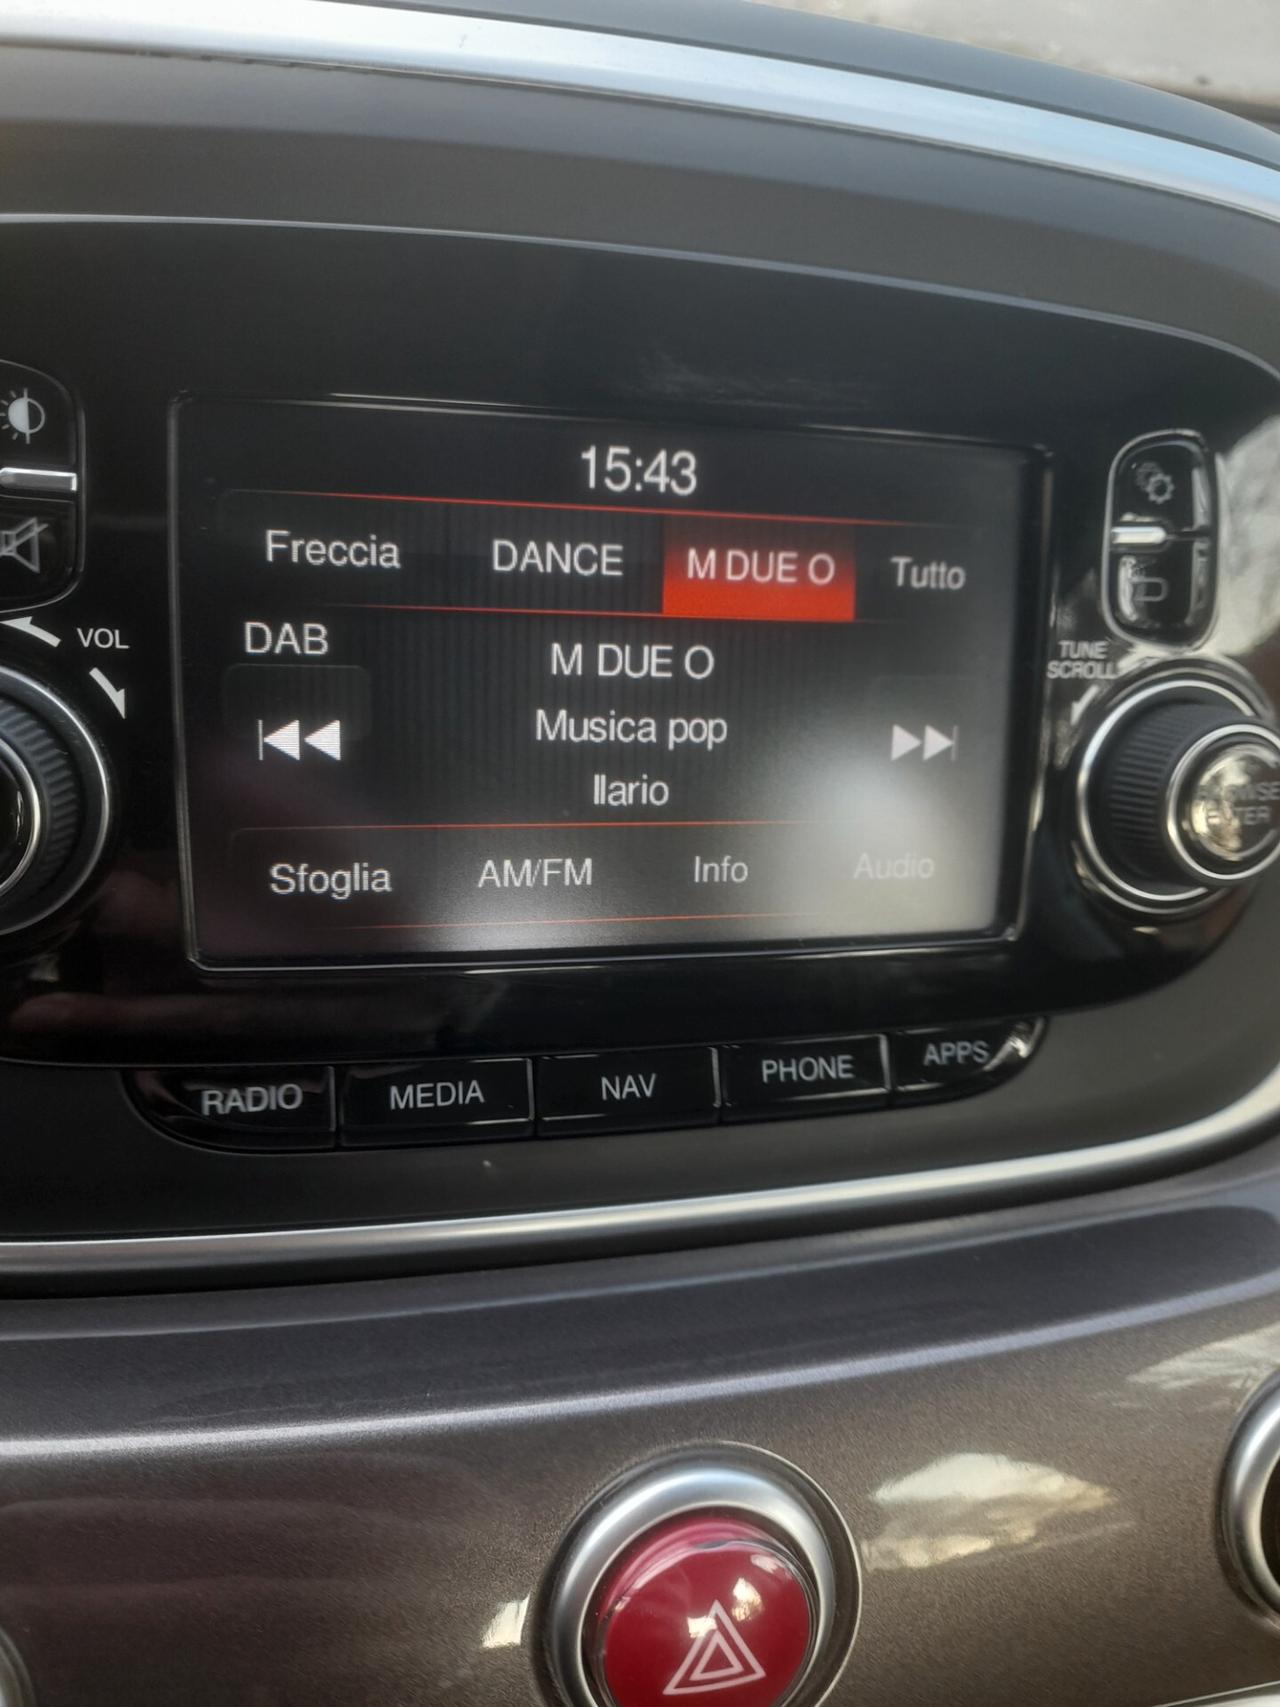 15:43
Freccia DANCE M DUE O Tutto
DAB
M DUE O
Musica pop
Ilario
Sfoglia AM/FM Info Audio
VOL
TUNE
SCROLL
ENTER
RADIO MEDIA NAV PHONE APPS